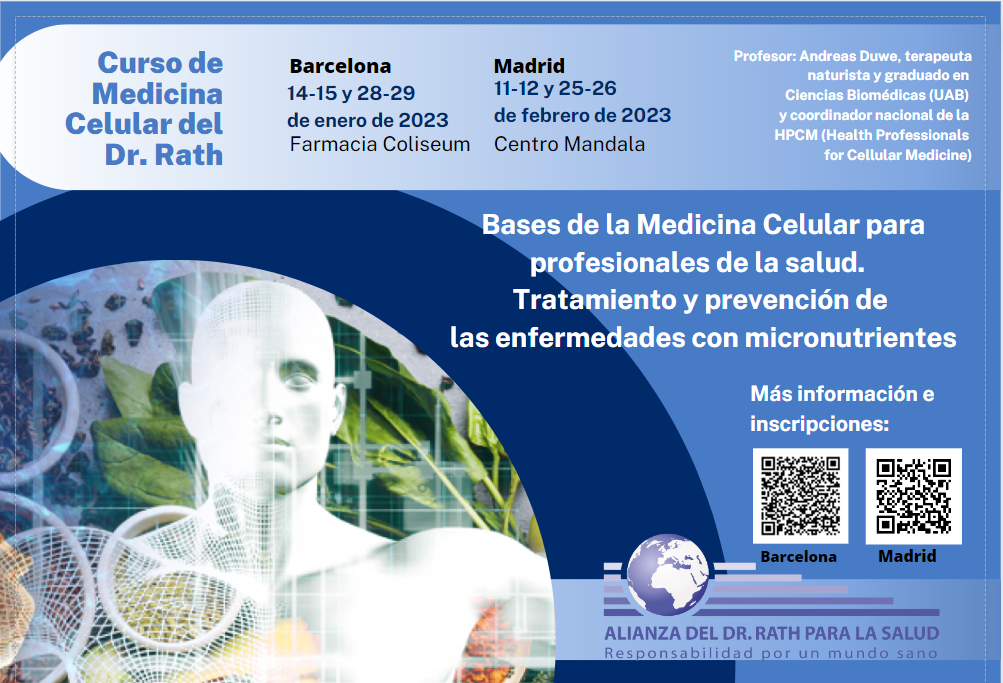 Curso de
Medicina
Celular del
Dr. Rath
Barcelona
14-15 y 28-29
de enero de 2023
Farmacia Coliseum
Madrid
11-12 y 25-26
de febrero de 2023
Centro Mandala
Profesor: Andreas Duwe, terapeuta
naturista y graduado en
Ciencias Biomédicas (UAB)
y coordinador nacional de la
HPCM (Health Professionals
for Cellular Medicine)
Bases de la Medicina Celular para
profesionales de la salud.
Tratamiento y prevención de
las enfermedades con micronutrientes
Más información e
inscripciones:
Barcelona
Madrid
ALIANZA DEL DR. RATH PARA LA SALUD
Responsabilidad por un mundo sano